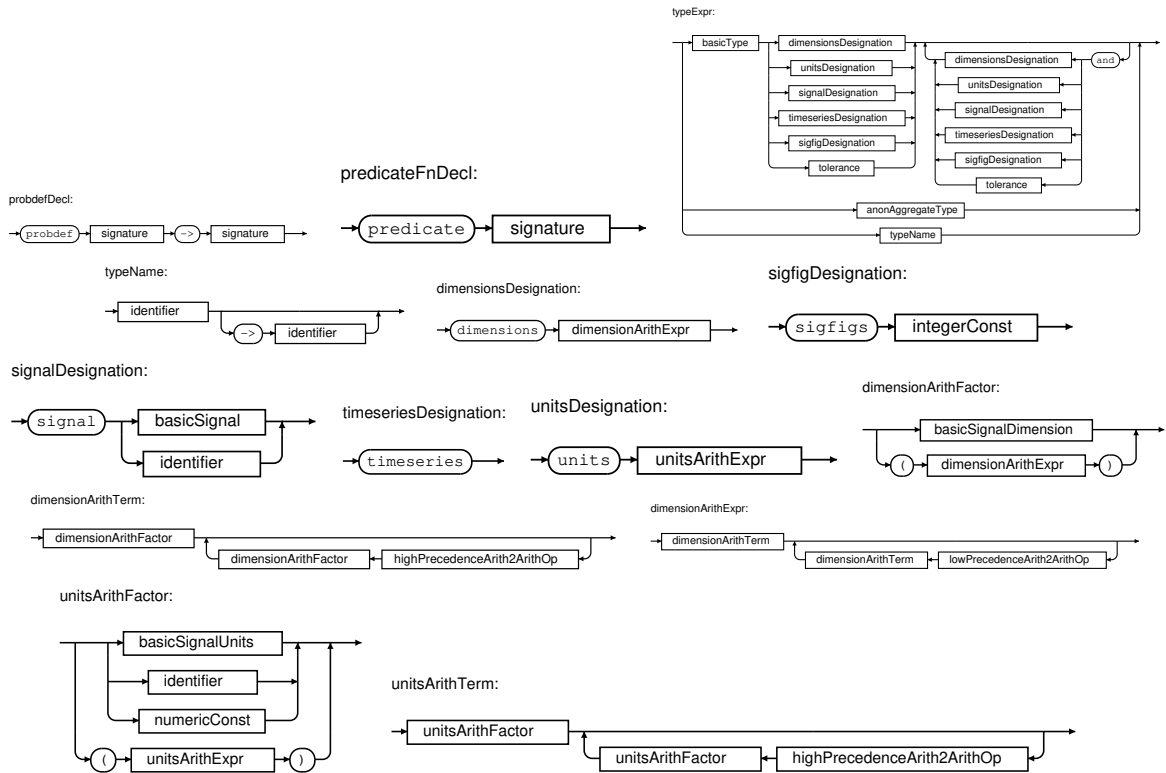 typeExpr:
basicType dimensionsDesignation dimensionsDesignation and
unitsDesignation unitsDesignation
signalDesignation signalDesignation
timeseriesDesignation timeseriesDesignation
sigfigDesignation sigfigDesignation
tolerance tolerance
anonAggregateType
typeName
probdefDecl:
probdef signature -> signature
predicateFnDecl:
predicate signature
typeName:
identifier
-> identifier
dimensionsDesignation:
dimensions dimensionArithExpr
sigfigDesignation:
sigfigs integerConst
signalDesignation:
signal basicSignal
identifier
timeseriesDesignation:
timeseries
unitsDesignation:
units unitsArithExpr
dimensionArithFactor:
basicSignalDimension
( dimensionArithExpr )
dimensionArithTerm:
dimensionArithFactor
dimensionArithFactor highPrecedenceArith2ArithOp
dimensionArithExpr:
dimensionArithTerm
dimensionArithTerm lowPrecedenceArith2ArithOp
unitsArithFactor:
basicSignalUnits
identifier
numericConst
( unitsArithExpr )
unitsArithTerm:
unitsArithFactor
unitsArithFactor highPrecedenceArith2ArithOp